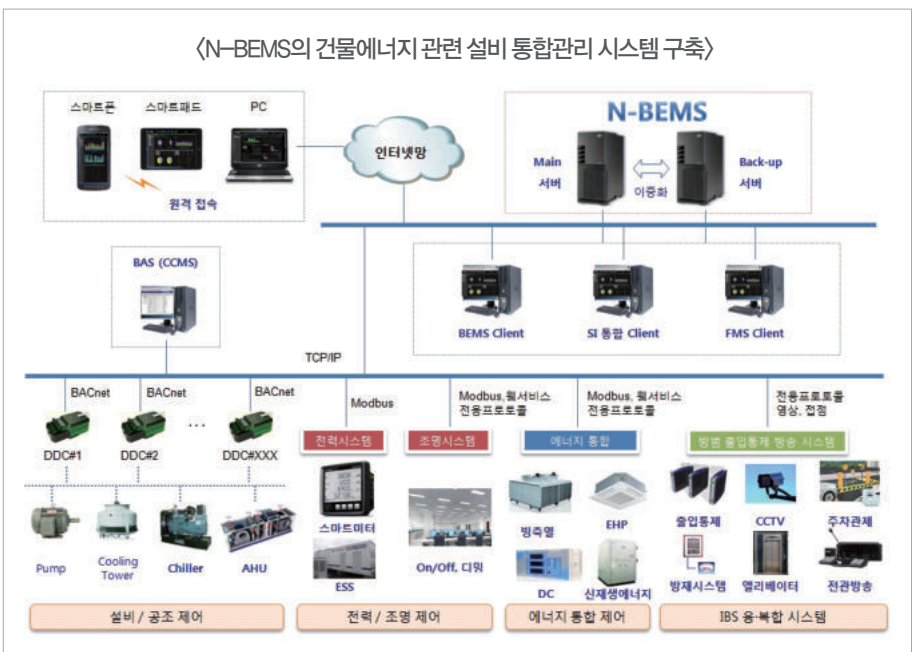 〈N-BEMS의 건물에너지 관련 설비 통합관리 시스템 구축〉
스마트폰 스마트패드 PC
원격 접속
인터넷망
N-BEMS
Main
서버
이중화
Back-up
서버
BAS (CCMS)
BEMS Client
SI 통합 Client
FMS Client
TCP/IP
BACnet
BACnet
BACnet
Modbus
Modbus,웹서비스
전용프로토콜
Modbus, 웹서비스
전용프로토콜
전용프로토콜
영상, 접점
DDC#1
DDC#2
...
DDC#XXX
전력시스템
조명시스템
에너지 통합
방범 출입통제 방송 시스템
Pump
Cooling
Tower
Chiller
AHU
스마트미터
ESS
On/Off, 디밍
빙축열
EHP
DC
신재생에너지
출입통제
CCTV
주차관제
방재시스템
엘리베이터
전관방송
설비 / 공조 제어
전력 / 조명 제어
에너지 통합 제어
IBS 융·복합 시스템